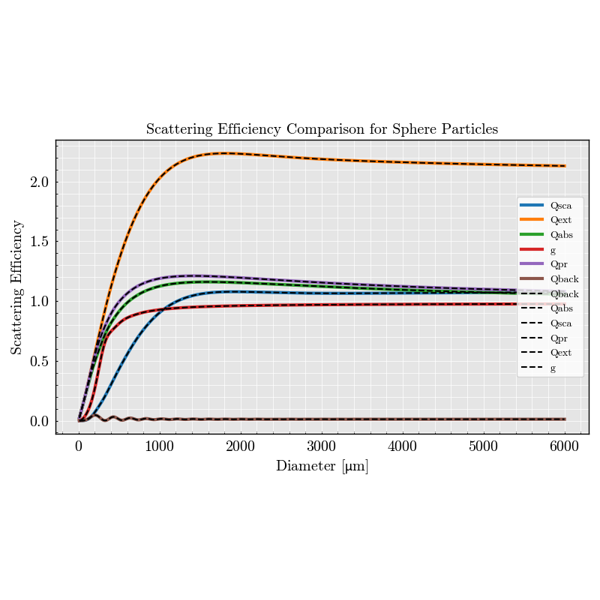 Scattering Efficiency Comparison for Sphere Particles
Scattering Efficiency
2.0
1.5
1.0
0.5
0.0
Qsca
Qext
Qabs
g
Qpr
Qback
Qback
Qabs
Qsca
Qpr
Qext
g
0 1000 2000 3000 4000 5000 6000
Diameter [μm]